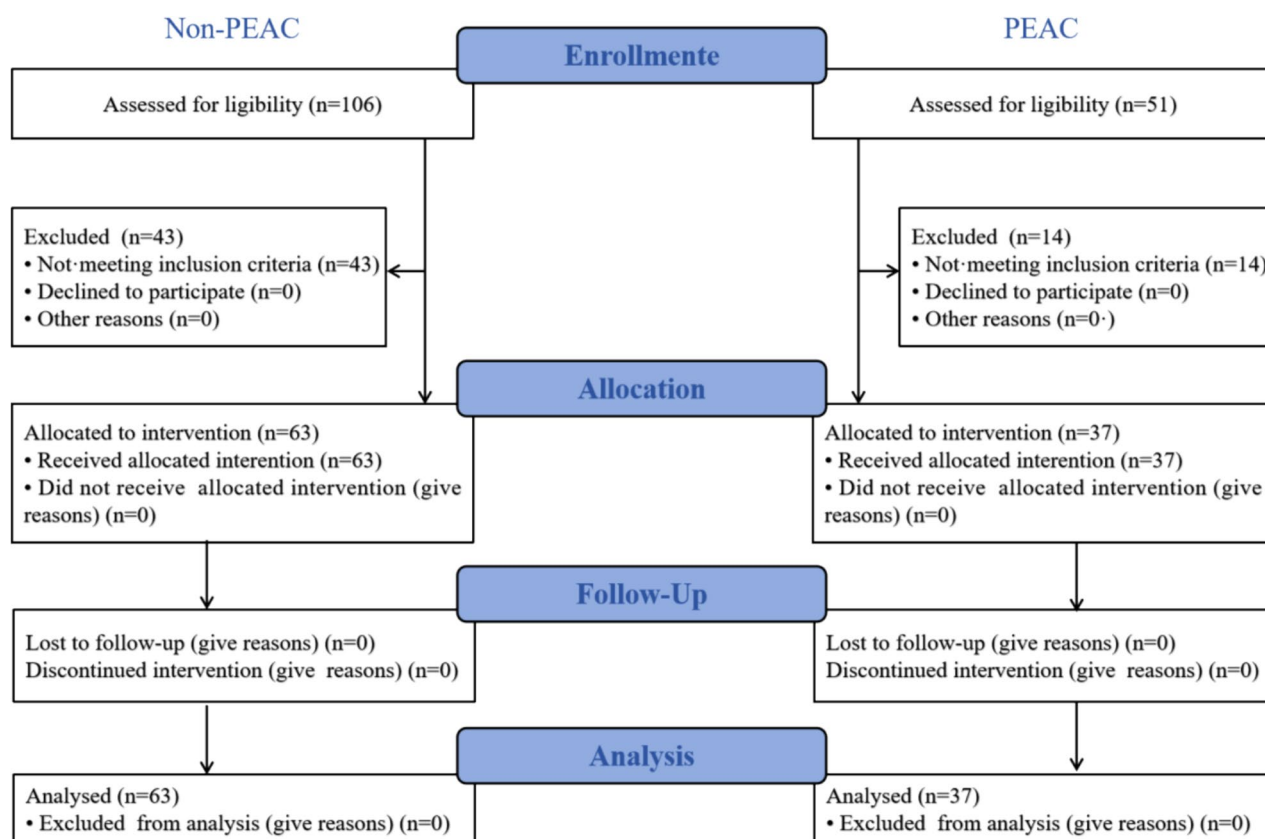 Non-PEAC
PEAC
Enrollmente
Assessed for ligibility (n=106)
Assessed for ligibility (n=51)
Excluded (n=43)
• Not·meeting inclusion criteria (n=43)
• Declined to participate (n=0)
• Other reasons (n=0)
Excluded (n=14)
• Not·meeting inclusion criteria (n=14)
• Declined to participate (n=0)
• Other reasons (n=0·)
Allocation
Allocated to intervention (n=63)
• Received allocated interention (n=63)
• Did not receive allocated intervention (give
reasons) (n=0)
Allocated to intervention (n=37)
• Received allocated interention (n=37)
• Did not receive allocated intervention (give
reasons) (n=0)
Follow-Up
Lost to follow-up (give reasons) (n=0)
Discontinued intervention (give reasons) (n=0)
Lost to follow-up (give reasons) (n=0)
Discontinued intervention (give reasons) (n=0)
Analysis
Analysed (n=63)
• Excluded from analysis (give reasons) (n=0)
Analysed (n=37)
• Excluded from analysis (give reasons) (n=0)